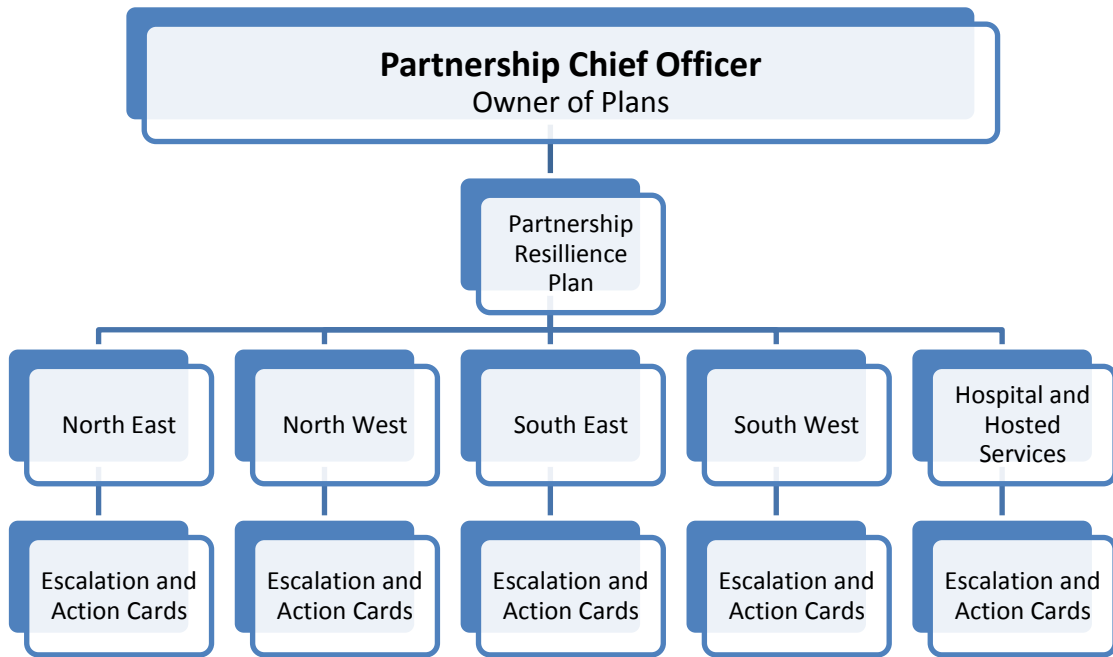 Partnership Chief Officer
Owner of Plans
Partnership
Resillience
Plan
North East
North West
South East
South West
Hospital and
Hosted
Services
Escalation and
Action Cards
Escalation and
Action Cards
Escalation and
Action Cards
Escalation and
Action Cards
Escalation and
Action Cards